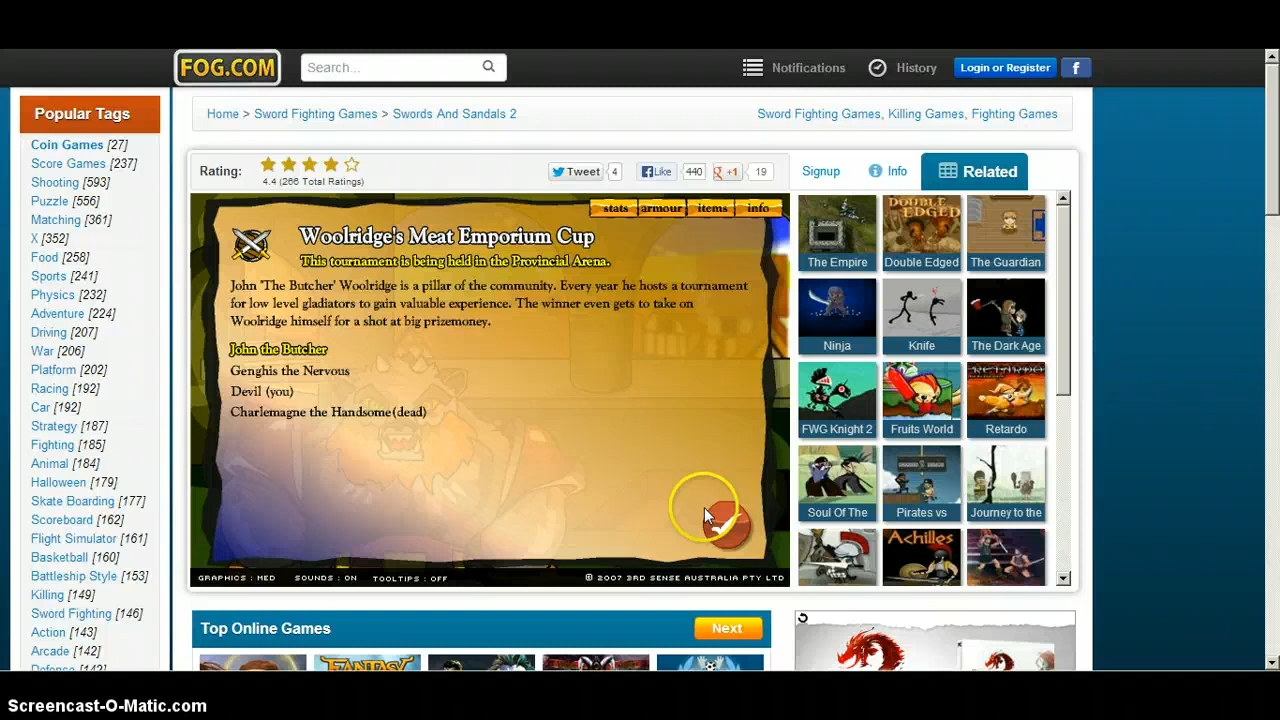 FOG.COM
Search...
Notifications
History
Login or Register
f
Popular Tags
Coin Games [27]
Score Games [237]
Shooting [593]
Puzzle [556]
Matching [361]
X [352]
Food [258]
Sports [241]
Physics [232]
Adventure [224]
Driving [207]
War [206]
Platform [202]
Racing [192]
Car [192]
Strategy [187]
Fighting [185]
Animal [184]
Halloween [179]
Skate Boarding [177]
Scoreboard [162]
Flight Simulator [161]
Basketball [160]
Battleship Style [153]
Killing [149]
Sword Fighting [146]
Action [143]
Arcade [142]
Defense [142]
Home > Sword Fighting Games > Swords And Sandals 2
Sword Fighting Games, Killing Games, Fighting Games
Rating:
4.4 (266 Total Ratings)
Tweet 4
Like 440
g +1 19
Signup
Info
Related
stats armour items info
Woolridge's Meat Emporium Cup
This tournament is being held in the Provincial Arena.
John 'The Butcher' Woolridge is a pillar of the community. Every year he hosts a tournament
for low level gladiators to gain valuable experience. The winner even gets to take on
Woolridge himself for a shot at big prizemoney.
John the Butcher
Genghis the Nervous
Devil (you)
Charlemagne the Handsome(dead)
GRAPHICS : MED SOUNDS : ON TOOLTIPS : OFF
© 2007 3RD SENSE AUSTRALIA PTY LTD
DOUBLE EDGED
The Empire
Double Edged
The Guardian
Ninja
Knife
The Dark Age
RETARDO
FWG Knight 2
Fruits World
Retardo
Soul Of The
Pirates vs
Journey to the
Achilles
Top Online Games
Next
FANTASY
Screencast-O-Matic.com